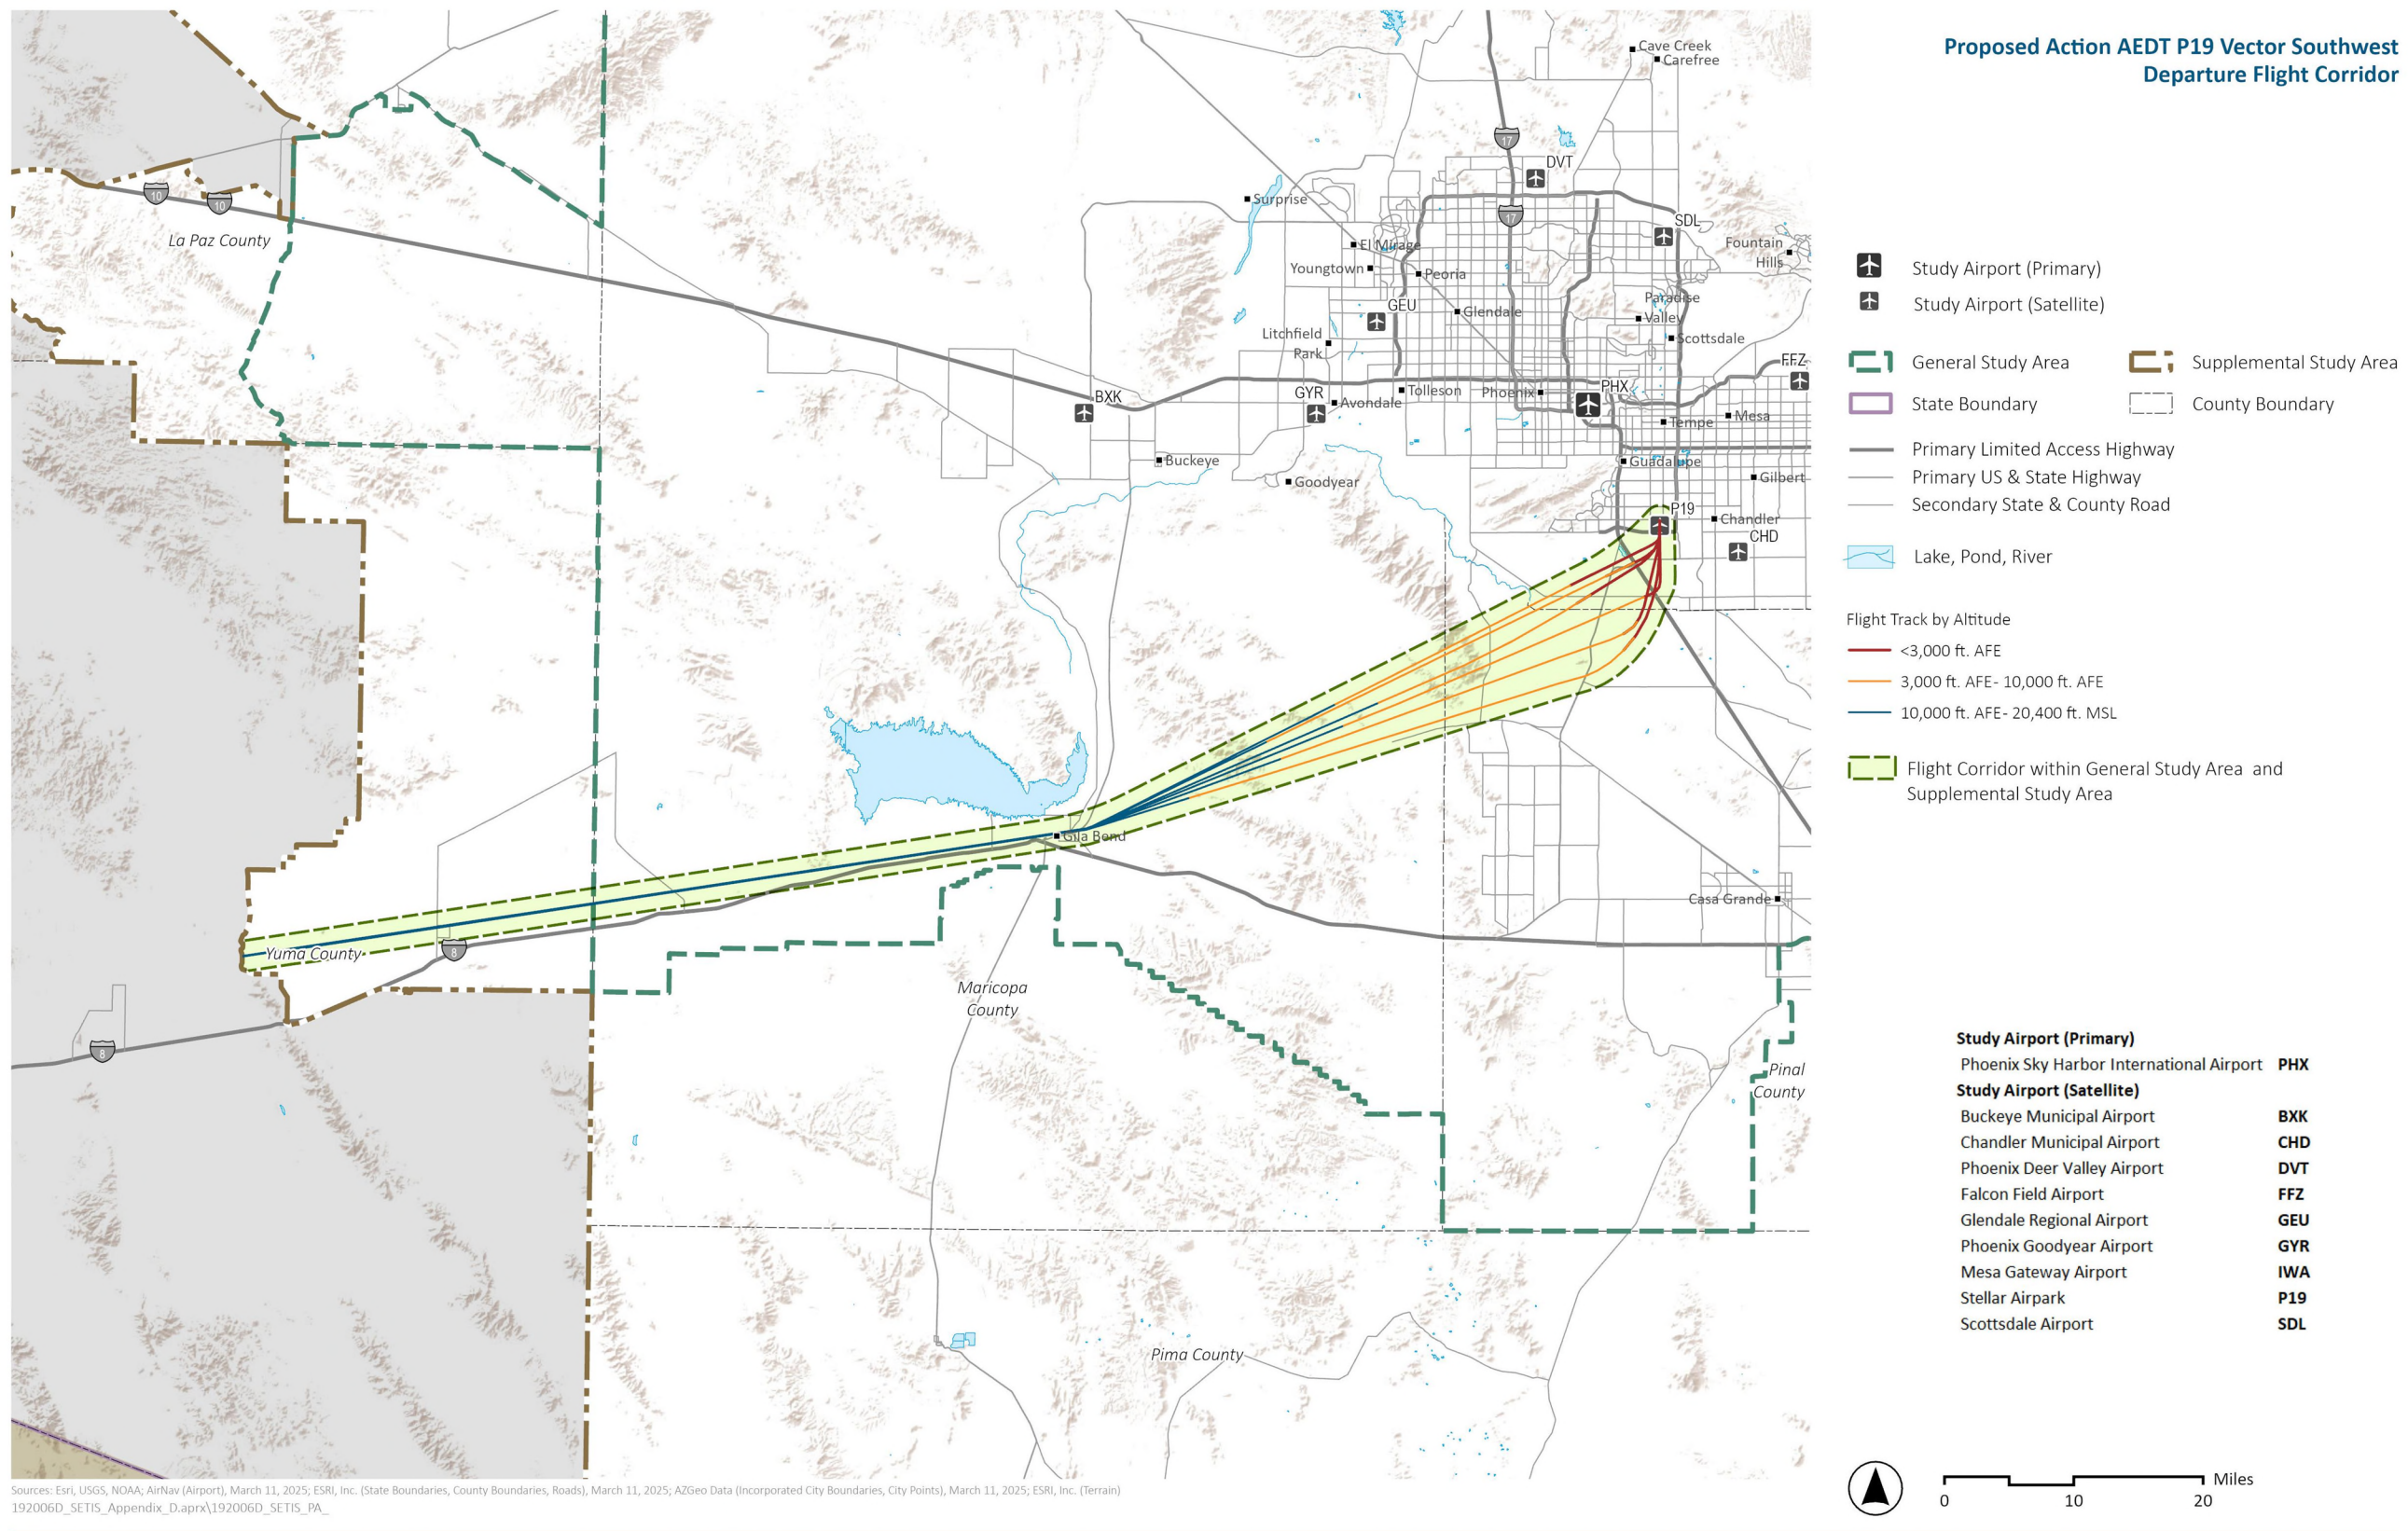 Proposed Action AEDT P19 Vector Southwest
Departure Flight Corridor
Cave Creek
Carefree
17
DVT
17
Surprise
SDL
10
10
La Paz County
El Mirage
Fountain
Hills
Youngtown
Peoria
Paradise
Valley
GEU
Glendale
Litchfield
Park
Scottsdale
FFZ
BXK
GYR
Avondale
Tolleson
Phoenix
PHX
Tempe
Mesa
Buckeye
Goodyear
Guadalupe
Gilbert
P19
Chandler
CHD
Gila Bend
Casa Grande
Yuma County
8
8
Maricopa
County
Pinal
County
Pima County
Study Airport (Primary)
Study Airport (Satellite)
General Study Area
Supplemental Study Area
State Boundary
County Boundary
Primary Limited Access Highway
Primary US & State Highway
Secondary State & County Road
Lake, Pond, River
Flight Track by Altitude
<3,000 ft. AFE
3,000 ft. AFE- 10,000 ft. AFE
10,000 ft. AFE- 20,400 ft. MSL
Flight Corridor within General Study Area and
Supplemental Study Area
Study Airport (Primary)
Phoenix Sky Harbor International Airport PHX
Study Airport (Satellite)
Buckeye Municipal Airport BXK
Chandler Municipal Airport CHD
Phoenix Deer Valley Airport DVT
Falcon Field Airport FFZ
Glendale Regional Airport GEU
Phoenix Goodyear Airport GYR
Mesa Gateway Airport IWA
Stellar Airpark P19
Scottsdale Airport SDL
Miles
0 10 20
Sources: Esri, USGS, NOAA; AirNav (Airport), March 11, 2025; ESRI, Inc. (State Boundaries, County Boundaries, Roads), March 11, 2025; AZGeo Data (Incorporated City Boundaries, City Points), March 11, 2025; ESRI, Inc. (Terrain)
192006D_SETIS_Appendix_D.aprx\192006D_SETIS_PA_